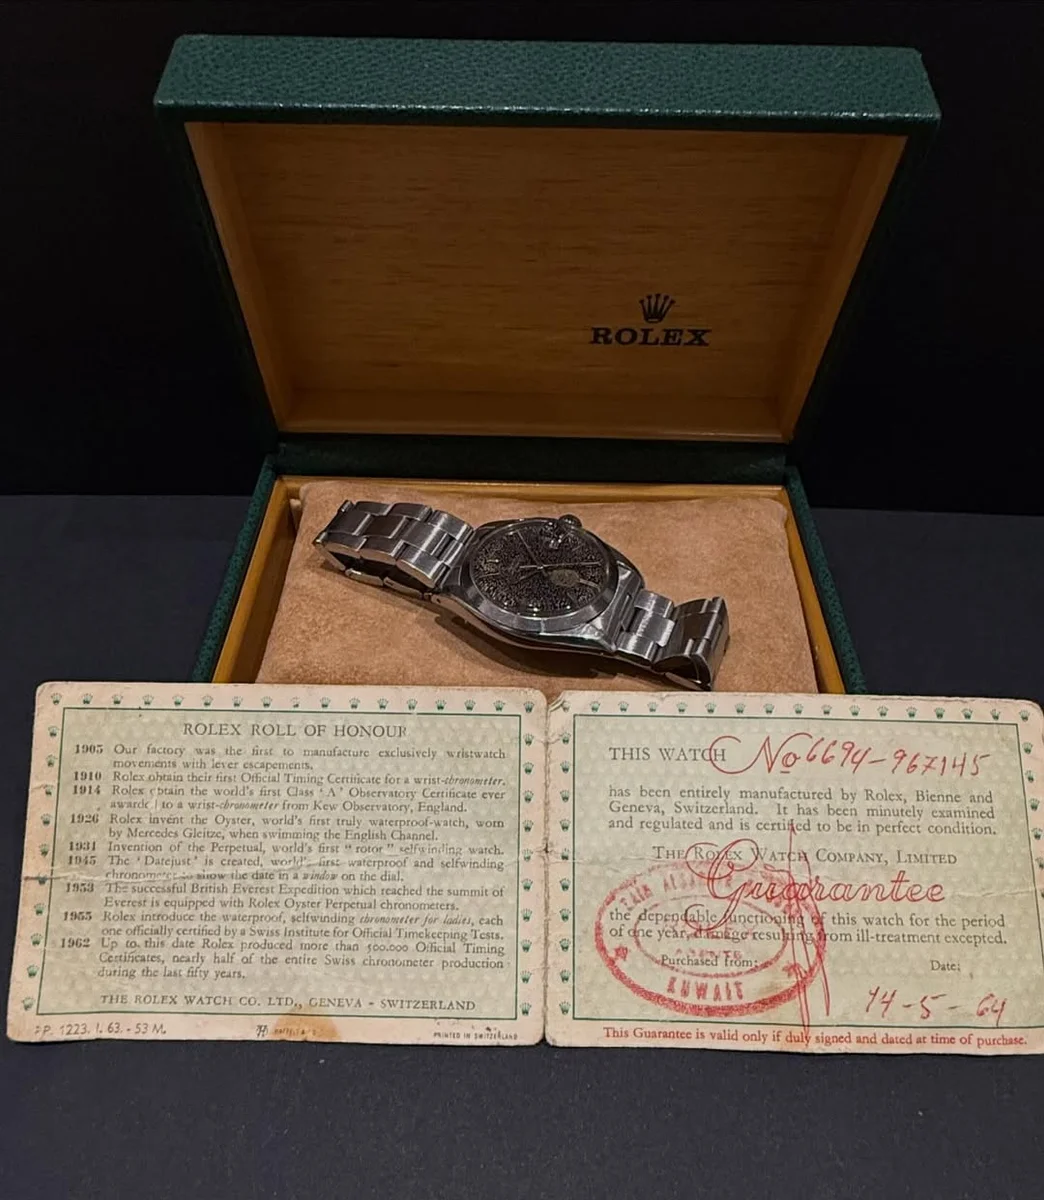 ROLEX
ROLEX ROLL OF HONOUR
1905 Our factory was the first to manufacture exclusively wristwatch
movements with lever escapements.
1910 Rolex obtain their first Official Timing Certificate for a wrist-chronometer.
1914 Rolex obtain the world's first Class 'A' Observatory Certificate ever
awarded to a wrist-chronometer from Kew Observatory, England.
1926 Rolex invent the Oyster, world's first truly waterproof-watch, worn
by Mercedes Gleitze, when swimming the English Channel.
1931 Invention of the Perpetual, world's first "rotor" selfwinding watch.
1945 The 'Datejust' is created, world's first waterproof and selfwinding
chronometer to show the date in a window on the dial.
1953 The successful British Everest Expedition which reached the summit of
Everest is equipped with Rolex Oyster Perpetual chronometers.
1955 Rolex introduce the waterproof, selfwinding chronometer for ladies, each
one officially certified by a Swiss Institute for Official Timekeeping Tests.
1962 Up to this date Rolex produced more than 500.000 Official Timing
Certificates, nearly half of the entire Swiss chronometer production
during the last fifty years.
THE ROLEX WATCH CO. LTD., GENEVA - SWITZERLAND
P. 1223. I. 63. - 53 M.
PRINTED IN SWITZERLAND
THIS WATCH No 6694-967145
has been entirely manufactured by Rolex, Bienne and
Geneva, Switzerland. It has been minutely examined
and regulated and is certified to be in perfect condition.
THE ROLEX WATCH COMPANY, LIMITED
Guarantee
the dependable functioning of this watch for the period
of one year, damage resulting from ill-treatment excepted.
Purchased from:
Date:
KUWAIT
14-5-64
This Guarantee is valid only if duly signed and dated at time of purchase.